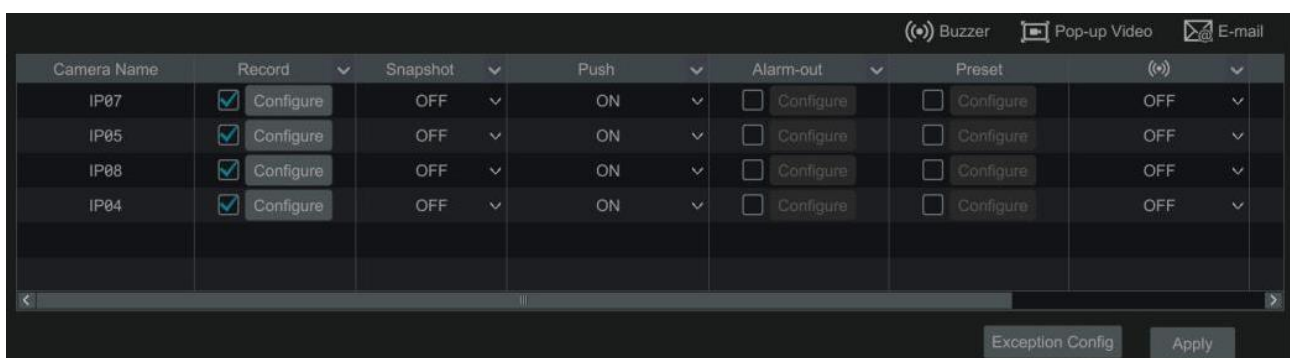 Buzzer Pop-up Video E-mail
Camera Name Record Snapshot Push Alarm-out Preset
IP07 Configure OFF ON Configure Configure OFF
IP05 Configure OFF ON Configure Configure OFF
IP08 Configure OFF ON Configure Configure OFF
IP04 Configure OFF ON Configure Configure OFF
Exception Config Apply